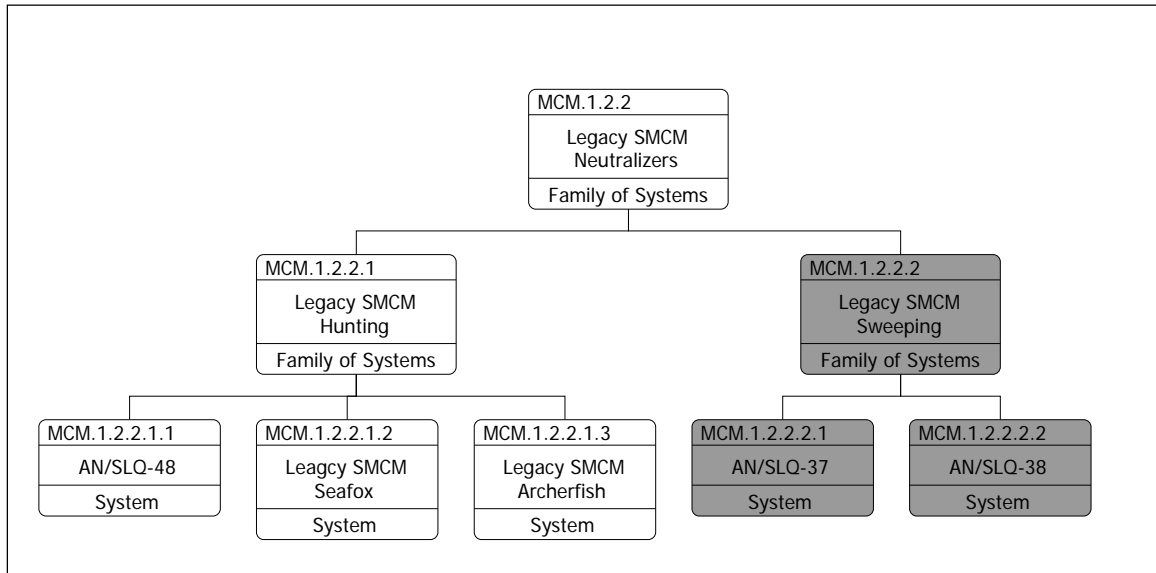 MCM.1.2.2
Legacy SMCM
Neutralizers
Family of Systems
MCM.1.2.2.1
Legacy SMCM
Hunting
Family of Systems
MCM.1.2.2.2
Legacy SMCM
Sweeping
Family of Systems
MCM.1.2.2.1.1
AN/SLQ-48
System
MCM.1.2.2.1.2
Leagcy SMCM
Seafox
System
MCM.1.2.2.1.3
Legacy SMCM
Archerfish
System
MCM.1.2.2.2.1
AN/SLQ-37
System
MCM.1.2.2.2.2
AN/SLQ-38
System